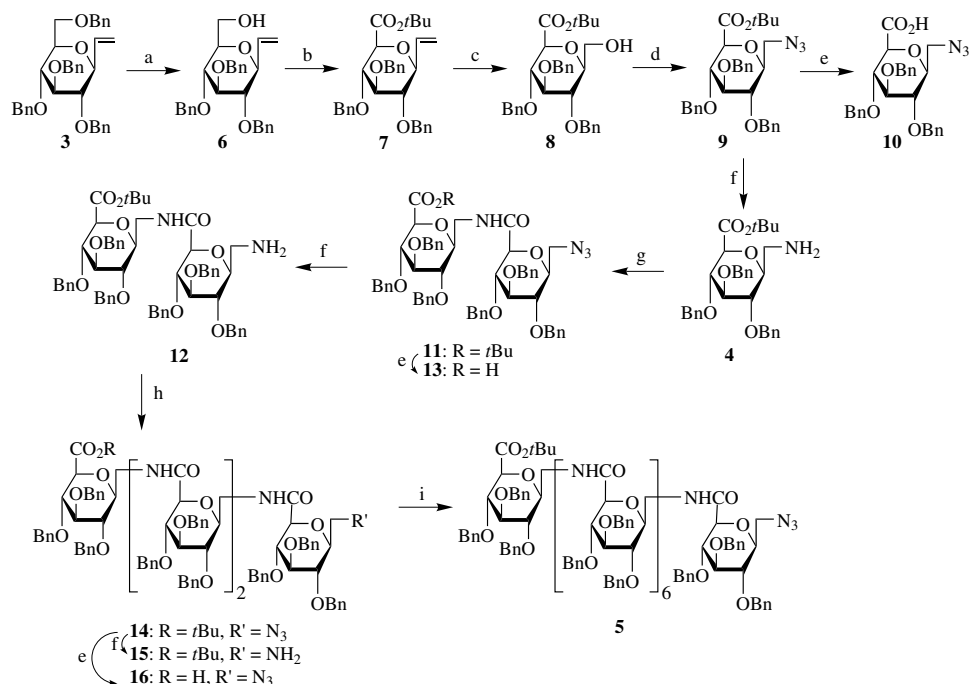 OBn
O
OBn
BnO
OBn
3
a
OH
O
OBn
BnO
OBn
6
b
CO2tBu
O
OBn
BnO
OBn
7
c
CO2tBu
O
OH
OBn
BnO
OBn
8
d
CO2tBu
O
N3
OBn
BnO
OBn
9
e
CO2H
O
N3
OBn
BnO
OBn
10
f
CO2tBu
O
NH2
OBn
BnO
OBn
4
g
CO2R
O
NHCO
OBn
BnO
BnO
O
N3
OBn
BnO
OBn
11: R = tBu
e
13: R = H
f
CO2tBu
O
NHCO
OBn
BnO
BnO
O
NH2
OBn
BnO
OBn
12
h
CO2R
O
OBn
BnO
BnO
NHCO
O
OBn
BnO
OBn
2
NHCO
O
R'
OBn
BnO
OBn
14: R = tBu, R' = N3
f
15: R = tBu, R' = NH2
e
16: R = H, R' = N3
i
CO2tBu
O
OBn
BnO
BnO
NHCO
O
OBn
BnO
OBn
6
NHCO
O
N3
OBn
BnO
OBn
5